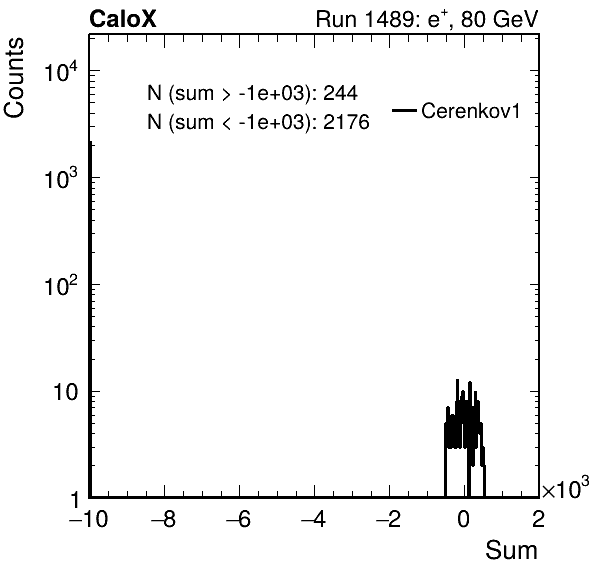 CaloX Run 1489: e⁺, 80 GeV
Counts
10⁴
N (sum > -1e+03): 244
N (sum < -1e+03): 2176
Cerenkov1
10³
10²
10
1
−10 −8 −6 −4 −2 0 2
×10³
Sum